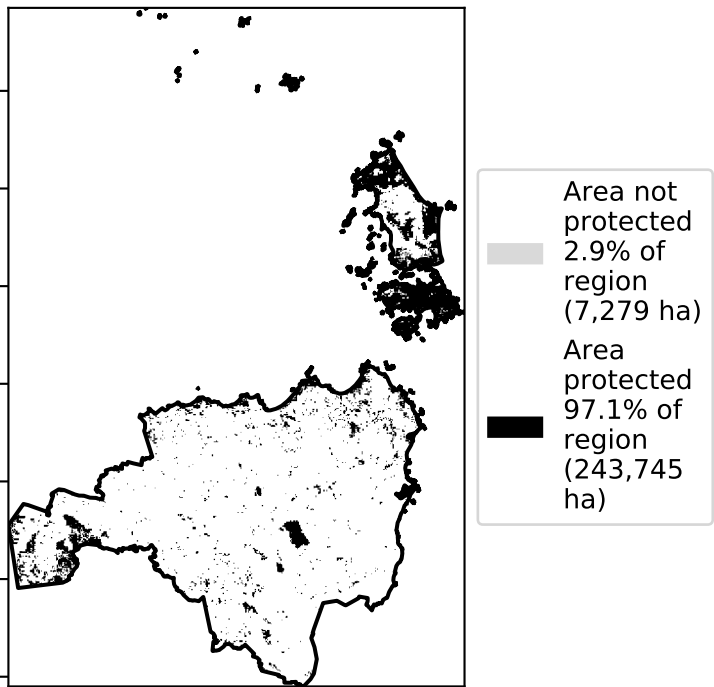 Area not
protected
2.9% of
region
(7,279 ha)
Area
protected
97.1% of
region
(243,745
ha)